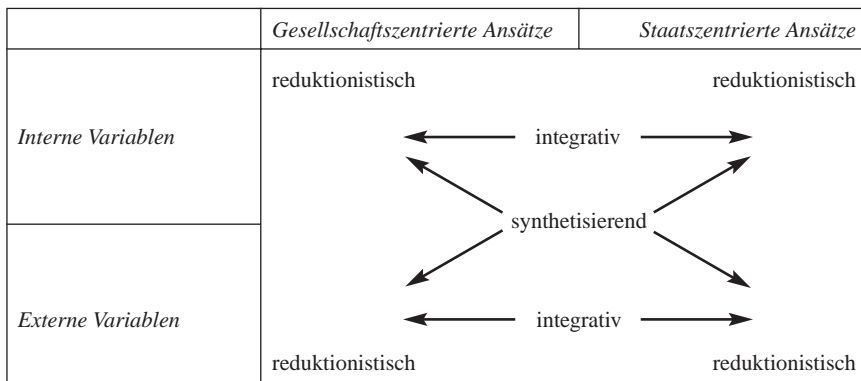 Gesellschaftszentrierte Ansätze Staatszentrierte Ansätze
reduktionistisch reduktionistisch
Interne Variablen integrativ
synthetisierend
Externe Variablen integrativ
reduktionistisch reduktionistisch